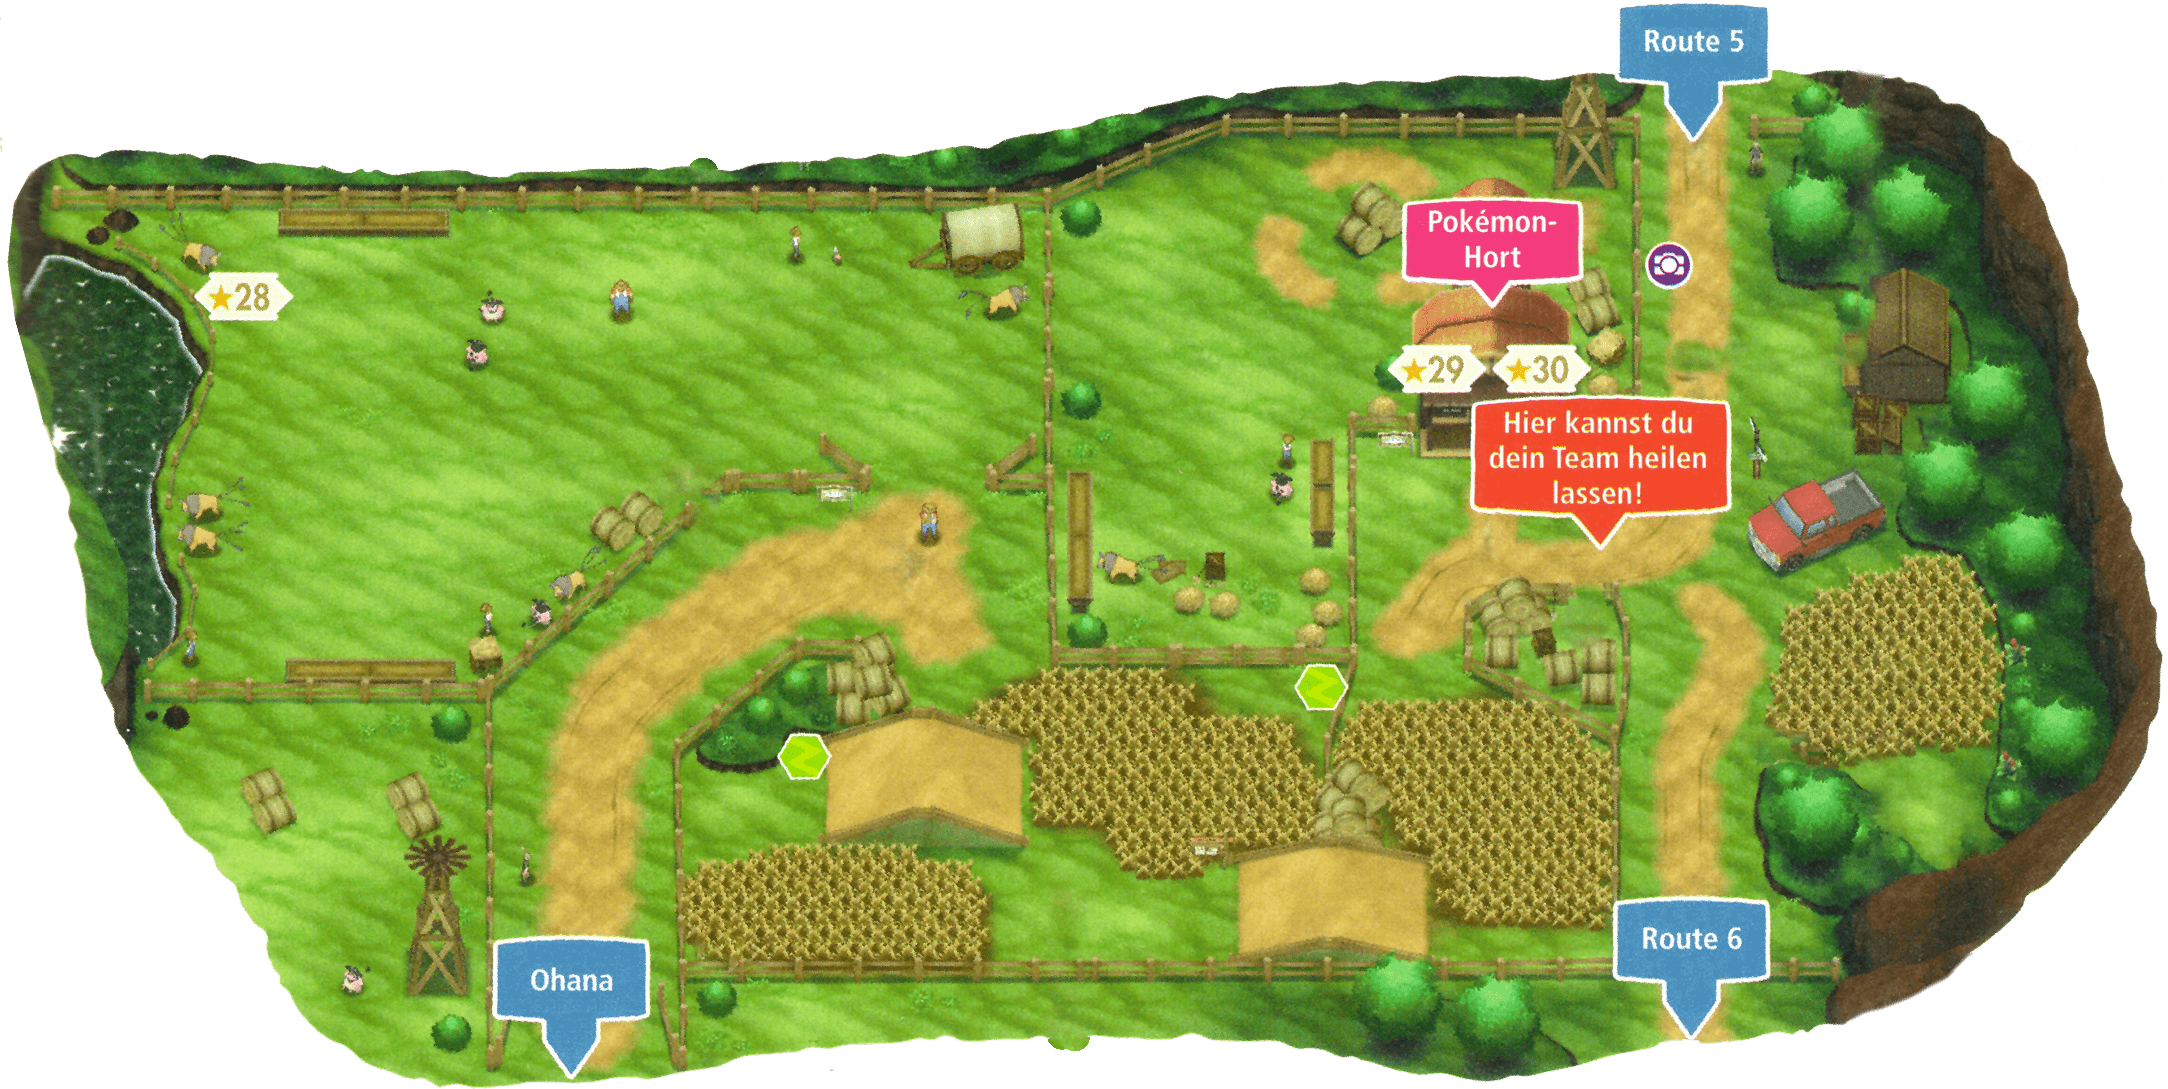 Route 5
Pokémon-
Hort
★28
★29
★30
Hier kannst du
dein Team heilen
lassen!
Route 6
Ohana